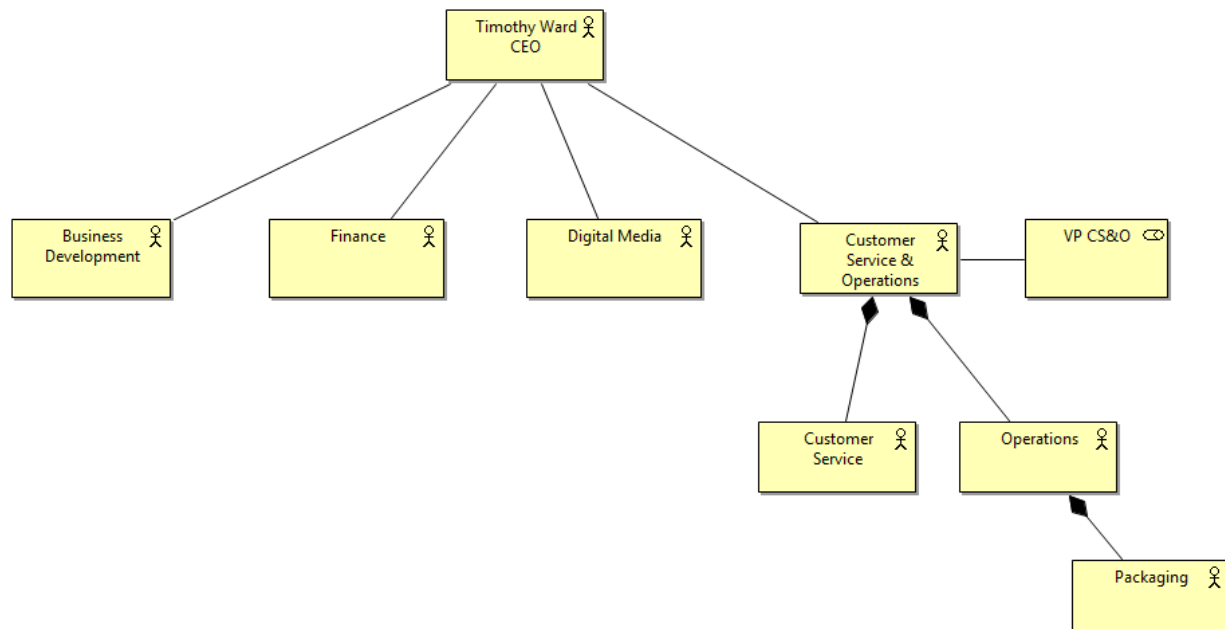 Timothy Ward
CEO
Business
Development
Finance
Digital Media
Customer
Service &
Operations
VP CS&O
Customer
Service
Operations
Packaging